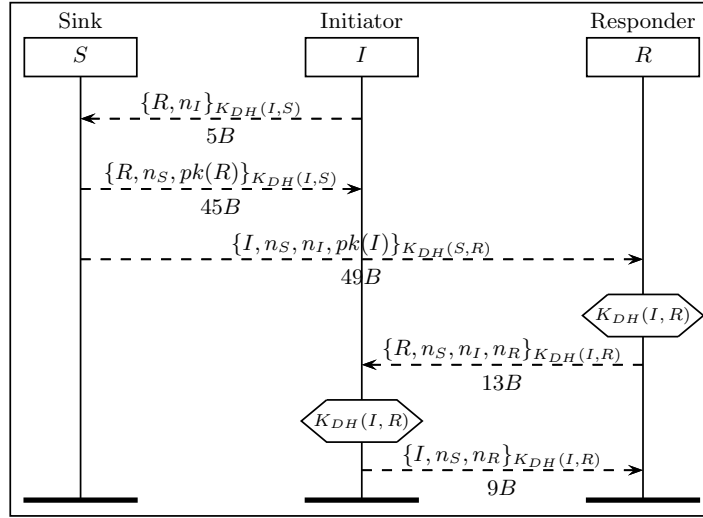 Sink Initiator Responder
S I R
{R, n_I}_{K_{DH}(I,S)}
5B
{R, n_S, pk(R)}_{K_{DH}(I,S)}
45B
{I, n_S, n_I, pk(I)}_{K_{DH}(S,R)}
49B
K_{DH}(I, R)
{R, n_S, n_I, n_R}_{K_{DH}(I,R)}
13B
K_{DH}(I, R)
{I, n_S, n_R}_{K_{DH}(I,R)}
9B